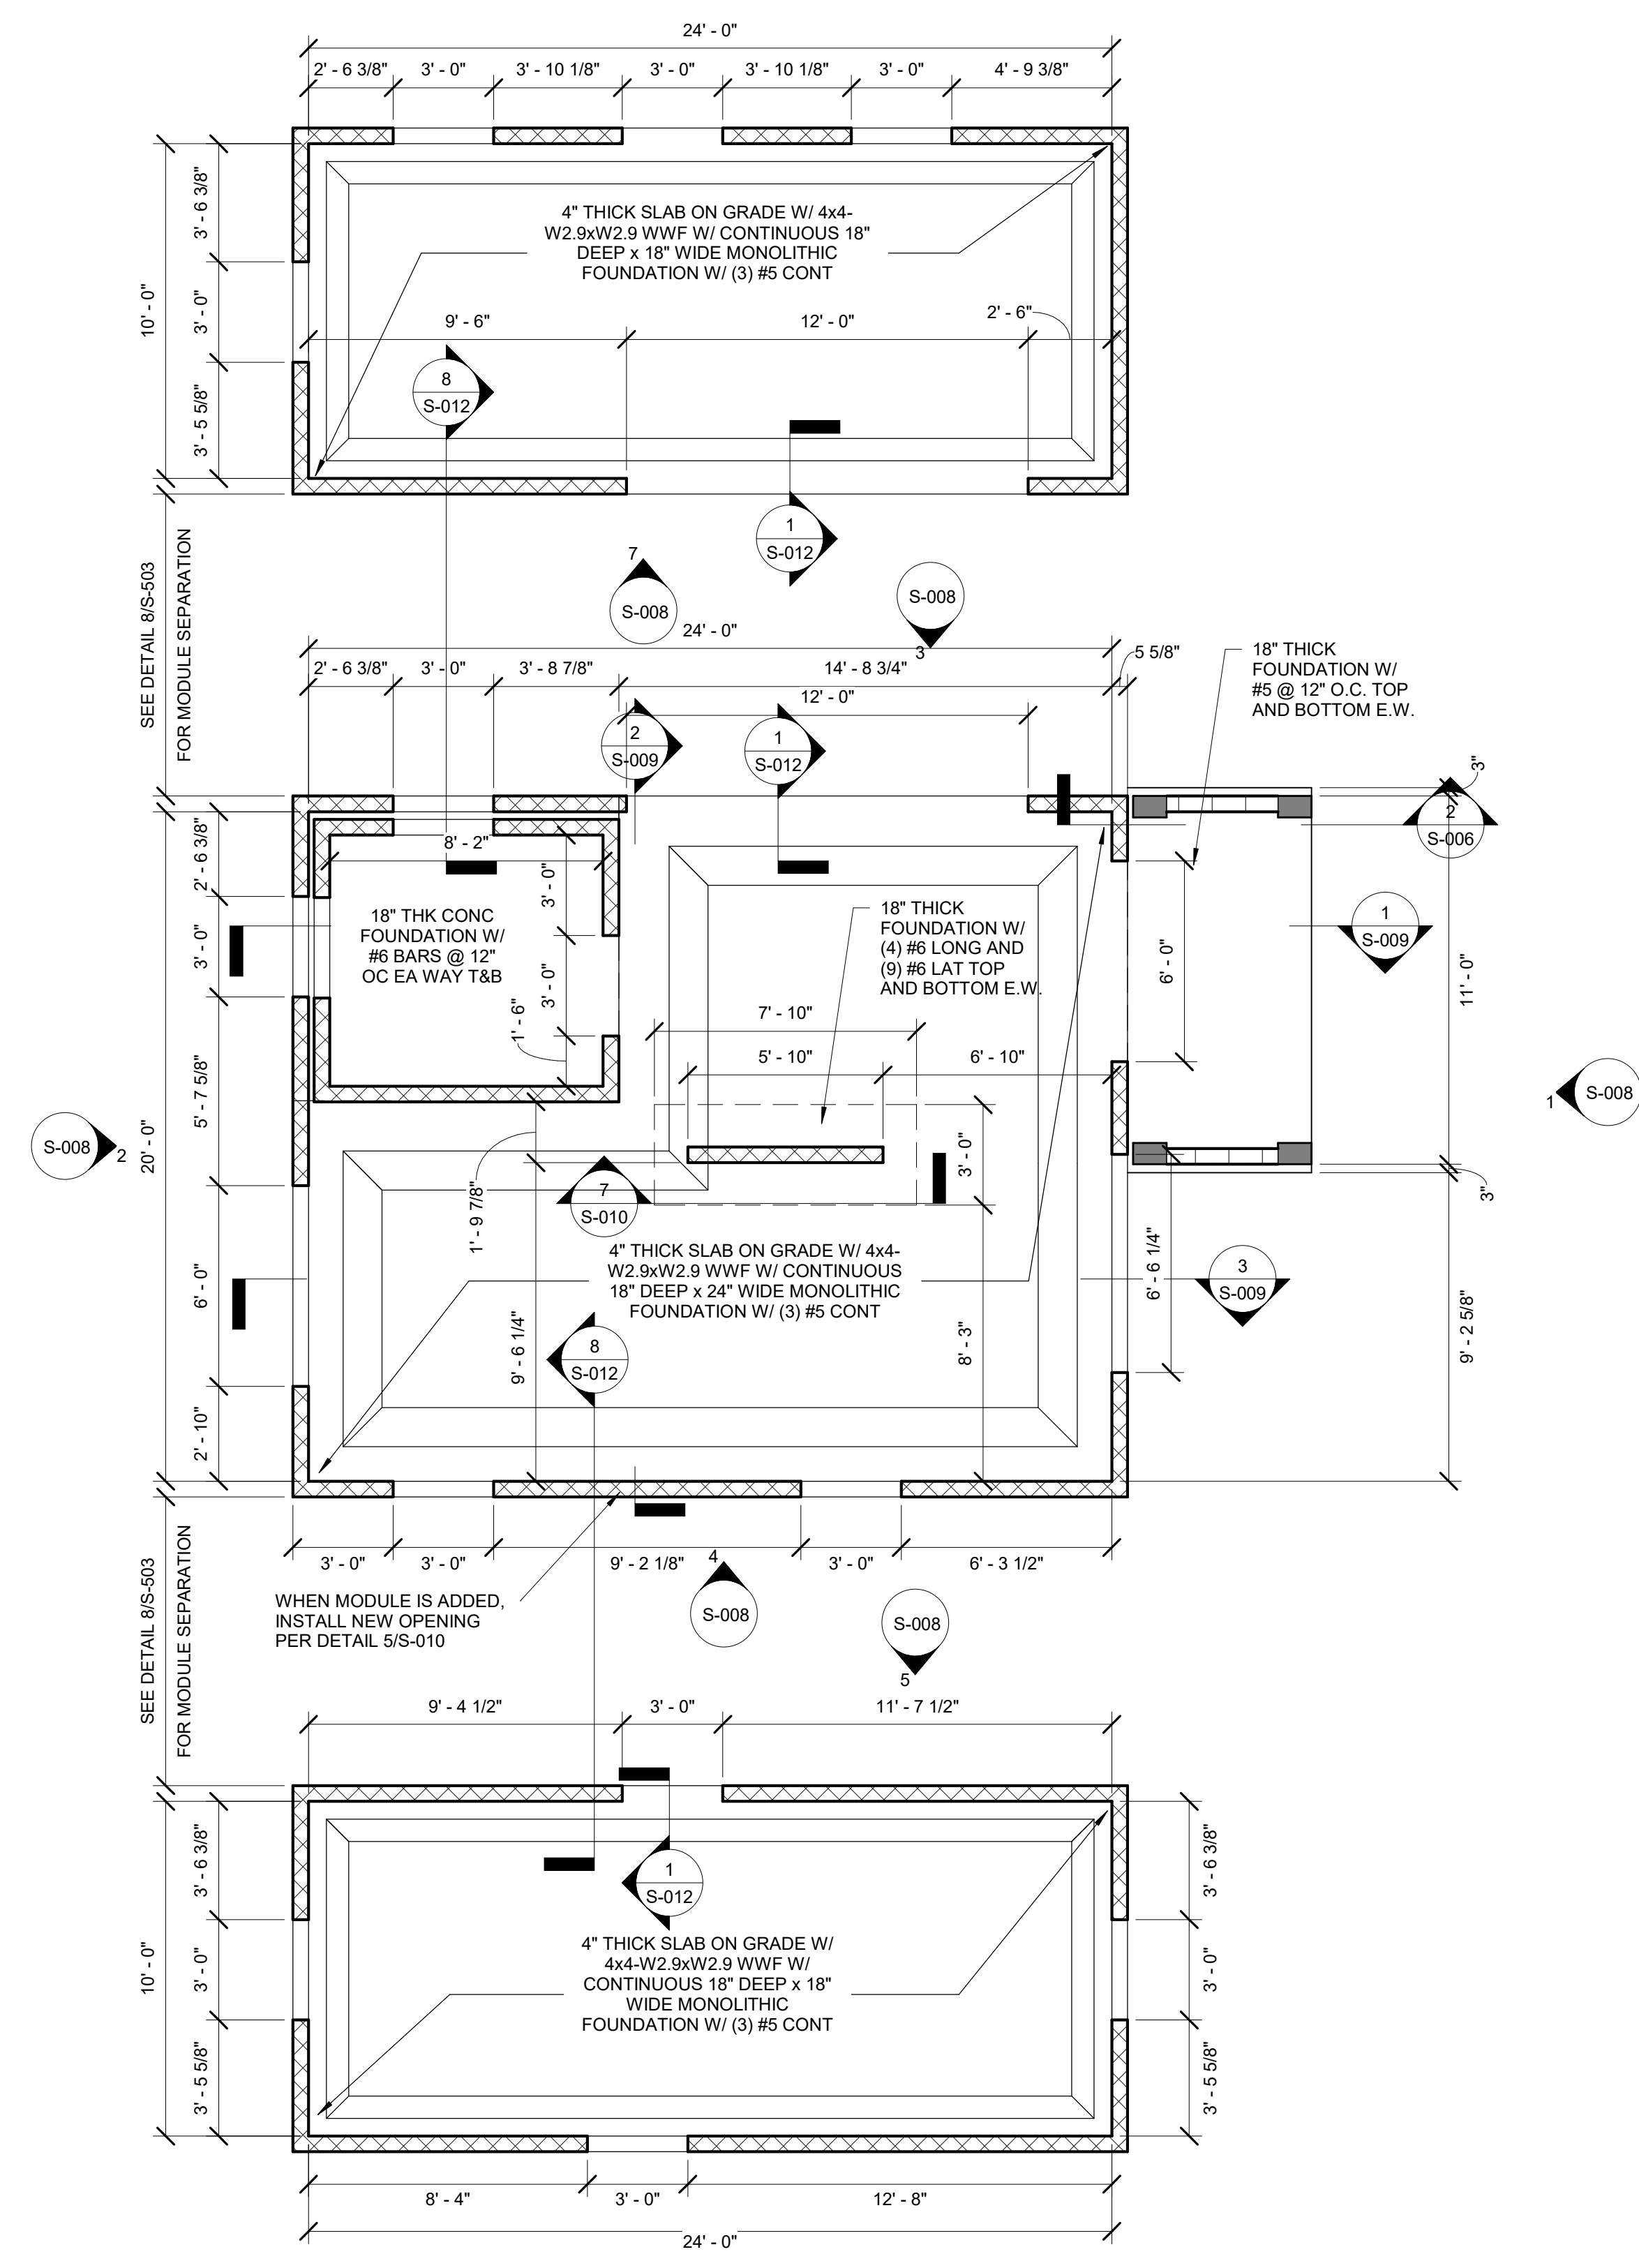 24' - 0"
2' - 6 3/8"
3' - 0"
3' - 10 1/8"
3' - 0"
3' - 10 1/8"
3' - 0"
4' - 9 3/8"
10' - 0"
3' - 6 3/8"
3' - 0"
3' - 5 5/8"
4" THICK SLAB ON GRADE W/ 4x4-
W2.9xW2.9 WWF W/ CONTINUOUS 18"
DEEP x 18" WIDE MONOLITHIC
FOUNDATION W/ (3) #5 CONT
9' - 6"
12' - 0"
2' - 6"
8
S-012
1
S-012
7
S-008
S-008
3
SEE DETAIL 8/S-503
FOR MODULE SEPARATION
24' - 0"
2' - 6 3/8"
3' - 0"
3' - 8 7/8"
14' - 8 3/4"
5 5/8"
12' - 0"
2
S-009
1
S-012
18" THICK
FOUNDATION W/
#5 @ 12" O.C. TOP
AND BOTTOM E.W.
3"
2
S-006
1
S-009
11' - 0"
3"
1
S-008
6' - 0"
8' - 2"
3' - 0"
3' - 0"
1' - 6"
18" THK CONC
FOUNDATION W/
#6 BARS @ 12"
OC EA WAY T&B
18" THICK
FOUNDATION W/
(4) #6 LONG AND
(9) #6 LAT TOP
AND BOTTOM E.W.
7' - 10"
5' - 10"
6' - 10"
3' - 0"
2' - 6 3/8"
3' - 0"
5' - 7 5/8"
6' - 0"
2' - 10"
20' - 0"
S-008
2
1' - 9 7/8"
7
S-010
4" THICK SLAB ON GRADE W/ 4x4-
W2.9xW2.9 WWF W/ CONTINUOUS
18" DEEP x 24" WIDE MONOLITHIC
FOUNDATION W/ (3) #5 CONT
9' - 6 1/4"
8
S-012
8' - 3"
6' - 6 1/4"
3
S-009
9' - 2 5/8"
3' - 0"
3' - 0"
9' - 2 1/8"
3' - 0"
6' - 3 1/2"
4
S-008
S-008
5
WHEN MODULE IS ADDED,
INSTALL NEW OPENING
PER DETAIL 5/S-010
SEE DETAIL 8/S-503
FOR MODULE SEPARATION
9' - 4 1/2"
3' - 0"
11' - 7 1/2"
10' - 0"
3' - 6 3/8"
3' - 0"
3' - 5 5/8"
1
S-012
4" THICK SLAB ON GRADE W/
4x4-W2.9xW2.9 WWF W/
CONTINUOUS 18" DEEP x 18"
WIDE MONOLITHIC
FOUNDATION W/ (3) #5 CONT
3' - 6 3/8"
3' - 0"
3' - 5 5/8"
8' - 4"
3' - 0"
12' - 8"
24' - 0"